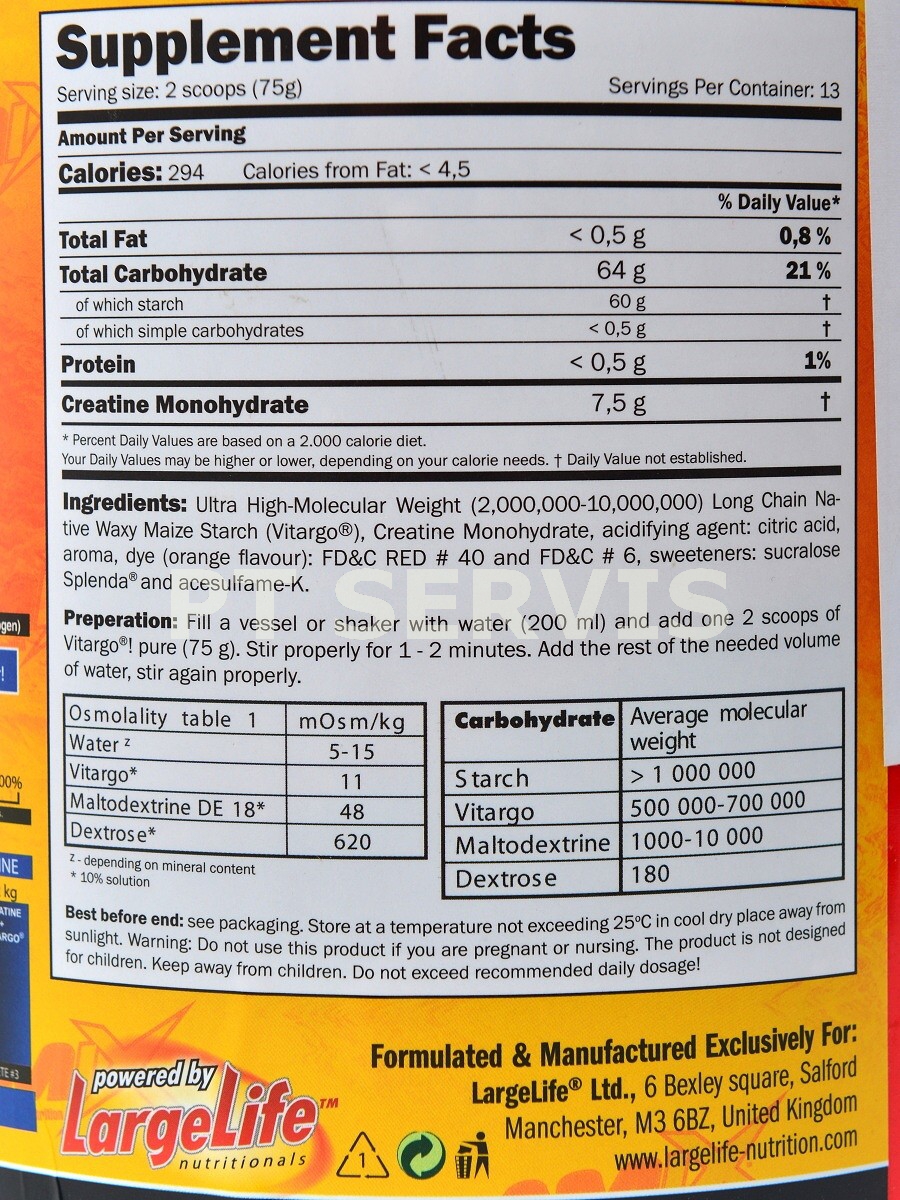 Supplement Facts
Serving size: 2 scoops (75g) Servings Per Container: 13
Amount Per Serving
Calories: 294 Calories from Fat: < 4,5
% Daily Value*
Total Fat < 0,5 g 0,8 %
Total Carbohydrate 64 g 21 %
of which starch 60 g †
of which simple carbohydrates < 0,5 g †
Protein < 0,5 g 1%
Creatine Monohydrate 7,5 g †
* Percent Daily Values are based on a 2.000 calorie diet.
Your Daily Values may be higher or lower, depending on your calorie needs. † Daily Value not established.
Ingredients: Ultra High-Molecular Weight (2,000,000-10,000,000) Long Chain Na-
tive Waxy Maize Starch (Vitargo®), Creatine Monohydrate, acidifying agent: citric acid,
aroma, dye (orange flavour): FD&C RED # 40 and FD&C # 6, sweeteners: sucralose
Splenda® and acesulfame-K.
PT SERVIS
Preparation: Fill a vessel or shaker with water (200 ml) and add one 2 scoops of
Vitargo®! pure (75 g). Stir properly for 1 - 2 minutes. Add the rest of the needed volume
of water, stir again properly.
Osmolality table 1 mOsm/kg
Water z 5-15
Vitargo* 11
Maltodextrine DE 18* 48
Dextrose* 620
z - depending on mineral content
* 10% solution
Carbohydrate Average molecular
weight
Starch > 1 000 000
Vitargo 500 000-700 000
Maltodextrine 1000-10 000
Dextrose 180
Best before end: see packaging. Store at a temperature not exceeding 25ºC in cool dry place away from
sunlight. Warning: Do not use this product if you are pregnant or nursing. The product is not designed
for children. Keep away from children. Do not exceed recommended daily dosage!
powered by
LargeLife™
nutritionals
1
Formulated & Manufactured Exclusively For:
LargeLife® Ltd., 6 Bexley square, Salford
Manchester, M3 6BZ, United Kingdom
www.largelife-nutrition.com
gen)
00%
kg